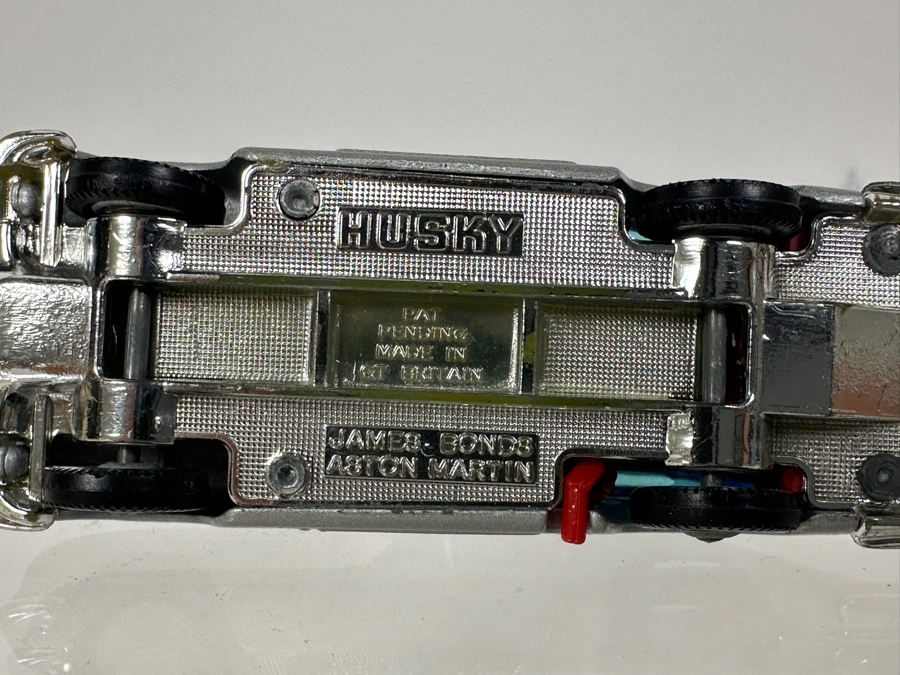 HUSKY
PAT
PENDING
MADE IN
GT BRITAIN
JAMES BONDS
ASTON MARTIN